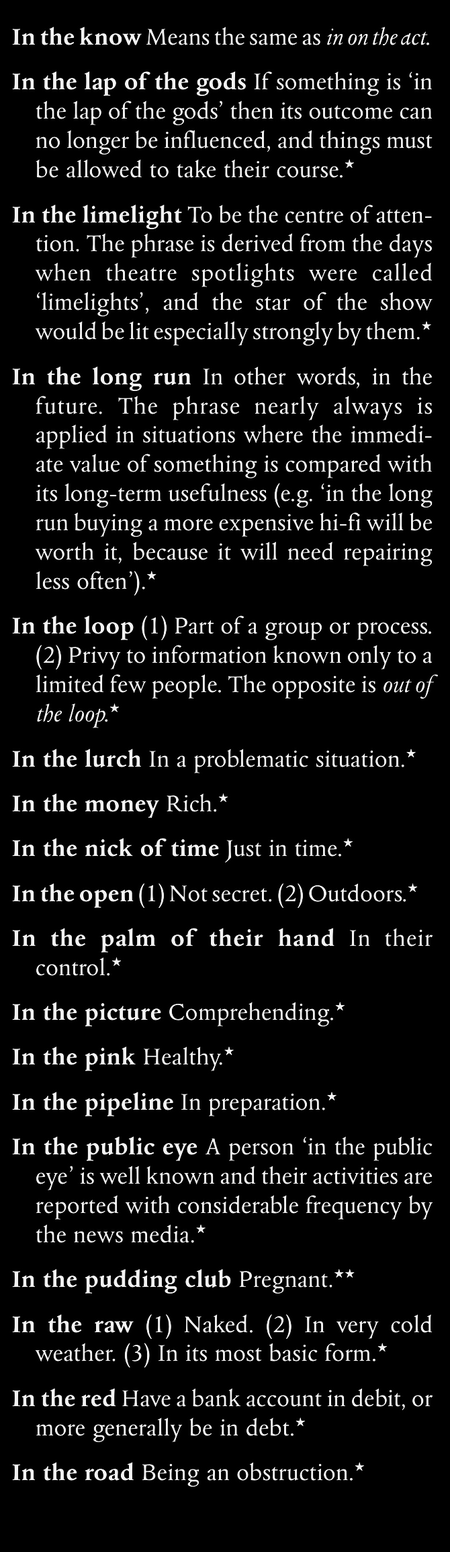 In the know Means the same as in on the act.
In the lap of the gods If something is ‘in
the lap of the gods’ then its outcome can
no longer be influenced, and things must
be allowed to take their course.★
In the limelight To be the centre of atten-
tion. The phrase is derived from the days
when theatre spotlights were called
‘limelights’, and the star of the show
would be lit especially strongly by them.★
In the long run In other words, in the
future. The phrase nearly always is
applied in situations where the immedi-
ate value of something is compared with
its long-term usefulness (e.g. ‘in the long
run buying a more expensive hi-fi will be
worth it, because it will need repairing
less often’).★
In the loop (1) Part of a group or process.
(2) Privy to information known only to a
limited few people. The opposite is out of
the loop.★
In the lurch In a problematic situation.★
In the money Rich.★
In the nick of time Just in time.★
In the open (1) Not secret. (2) Outdoors.★
In the palm of their hand In their
control.★
In the picture Comprehending.★
In the pink Healthy.★
In the pipeline In preparation.★
In the public eye A person ‘in the public
eye’ is well known and their activities are
reported with considerable frequency by
the news media.★
In the pudding club Pregnant.★★
In the raw (1) Naked. (2) In very cold
weather. (3) In its most basic form.★
In the red Have a bank account in debit, or
more generally be in debt.★
In the road Being an obstruction.★